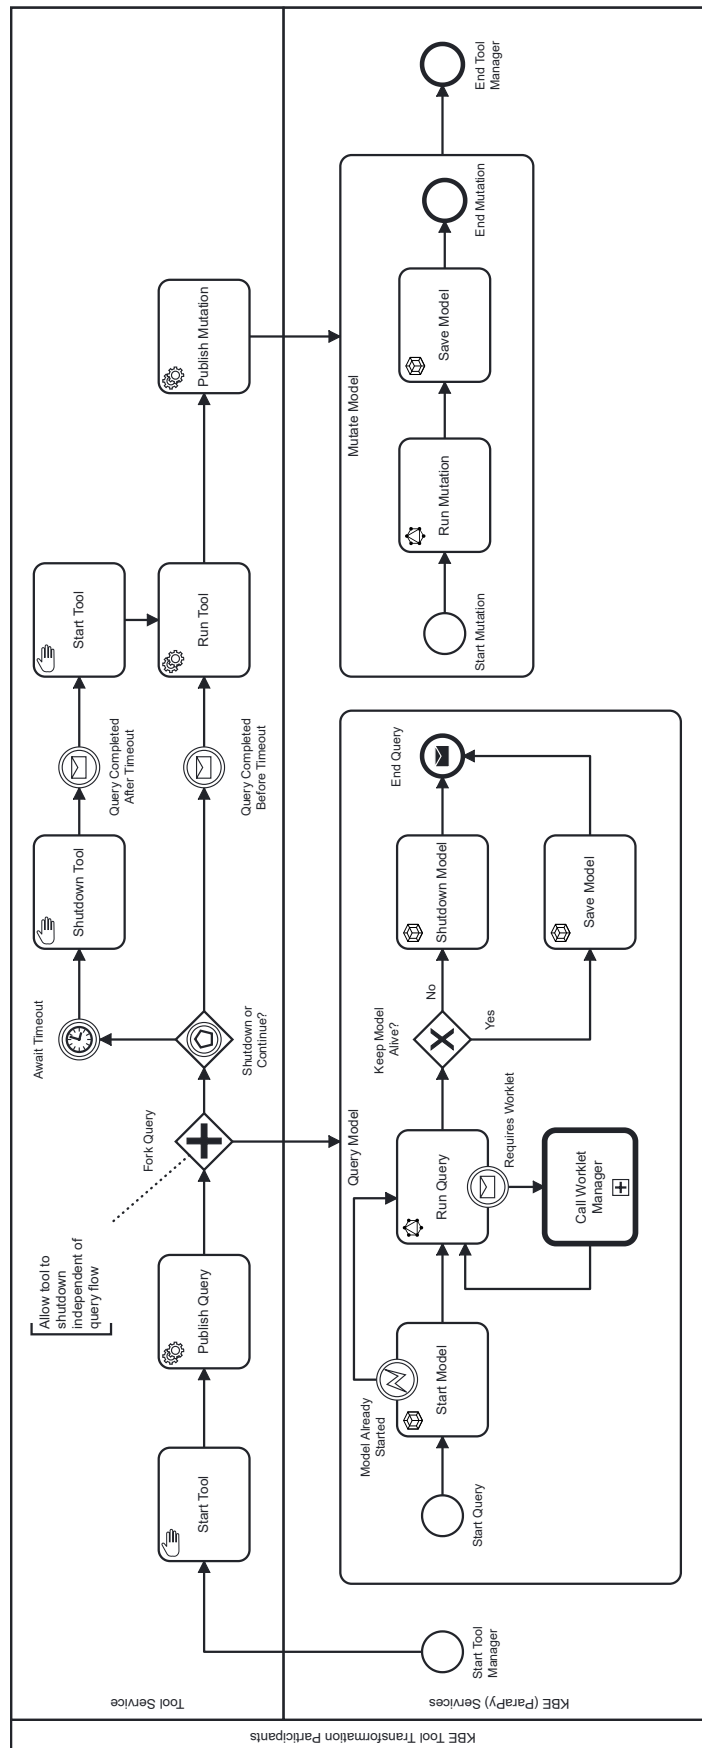 KBE Tool Transformation Participants
Tool Service
KBE (ParaPy) Services
Start Tool
Manager
Start Tool
Publish Query
Allow tool to
shutdown
independent of
query flow
Fork Query
Shutdown or
Continue?
Await Timeout
Shutdown Tool
Query Completed
After Timeout
Start Tool
Query Completed
Before Timeout
Run Tool
Publish Mutation
Query Model
Start Query
Start Model
Model Already
Started
Run Query
Requires Worklet
Call Worklet
Manager
Keep Model
Alive?
No
Yes
Shutdown Model
Save Model
End Query
Mutate Model
Start Mutation
Run Mutation
Save Model
End Mutation
End Tool
Manager